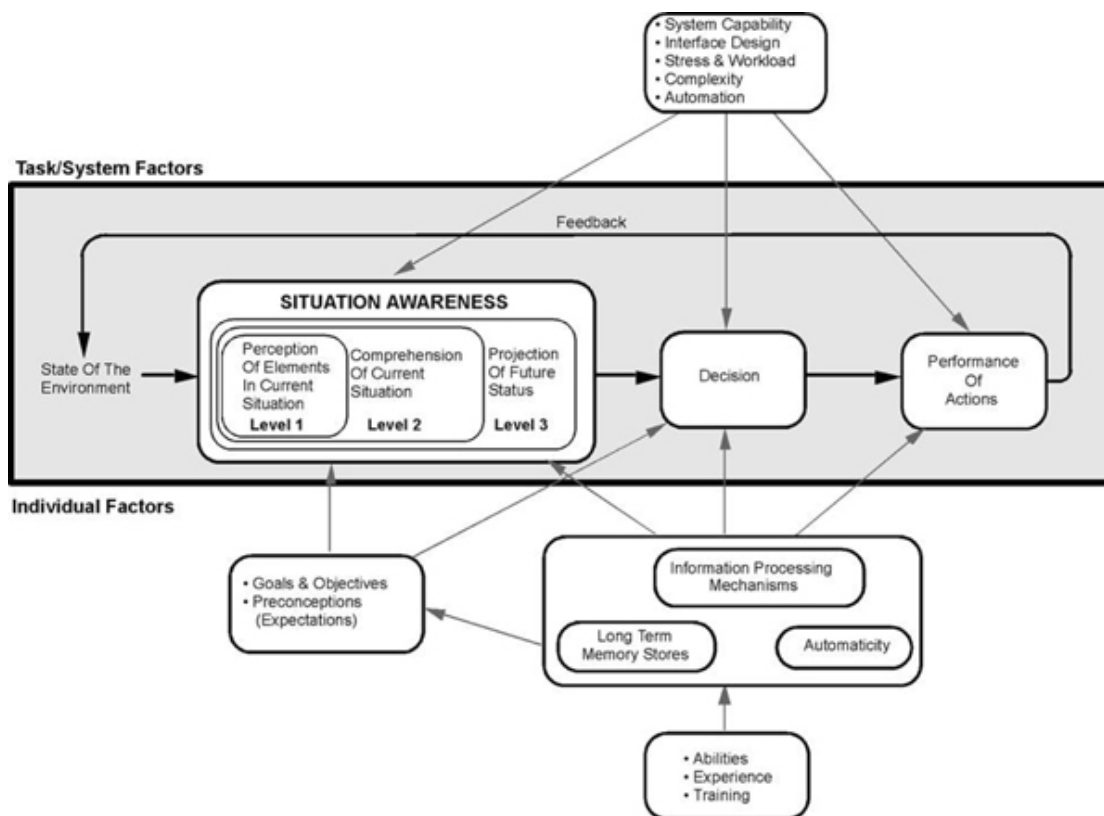 • System Capability
• Interface Design
• Stress & Workload
• Complexity
• Automation
Task/System Factors
Feedback
SITUATION AWARENESS
State Of The
Environment
Perception
Of Elements
In Current
Situation
Level 1
Comprehension
Of Current
Situation
Level 2
Projection
Of Future
Status
Level 3
Decision
Performance
Of
Actions
Individual Factors
• Goals & Objectives
• Preconceptions
(Expectations)
Information Processing
Mechanisms
Long Term
Memory Stores
Automaticity
• Abilities
• Experience
• Training